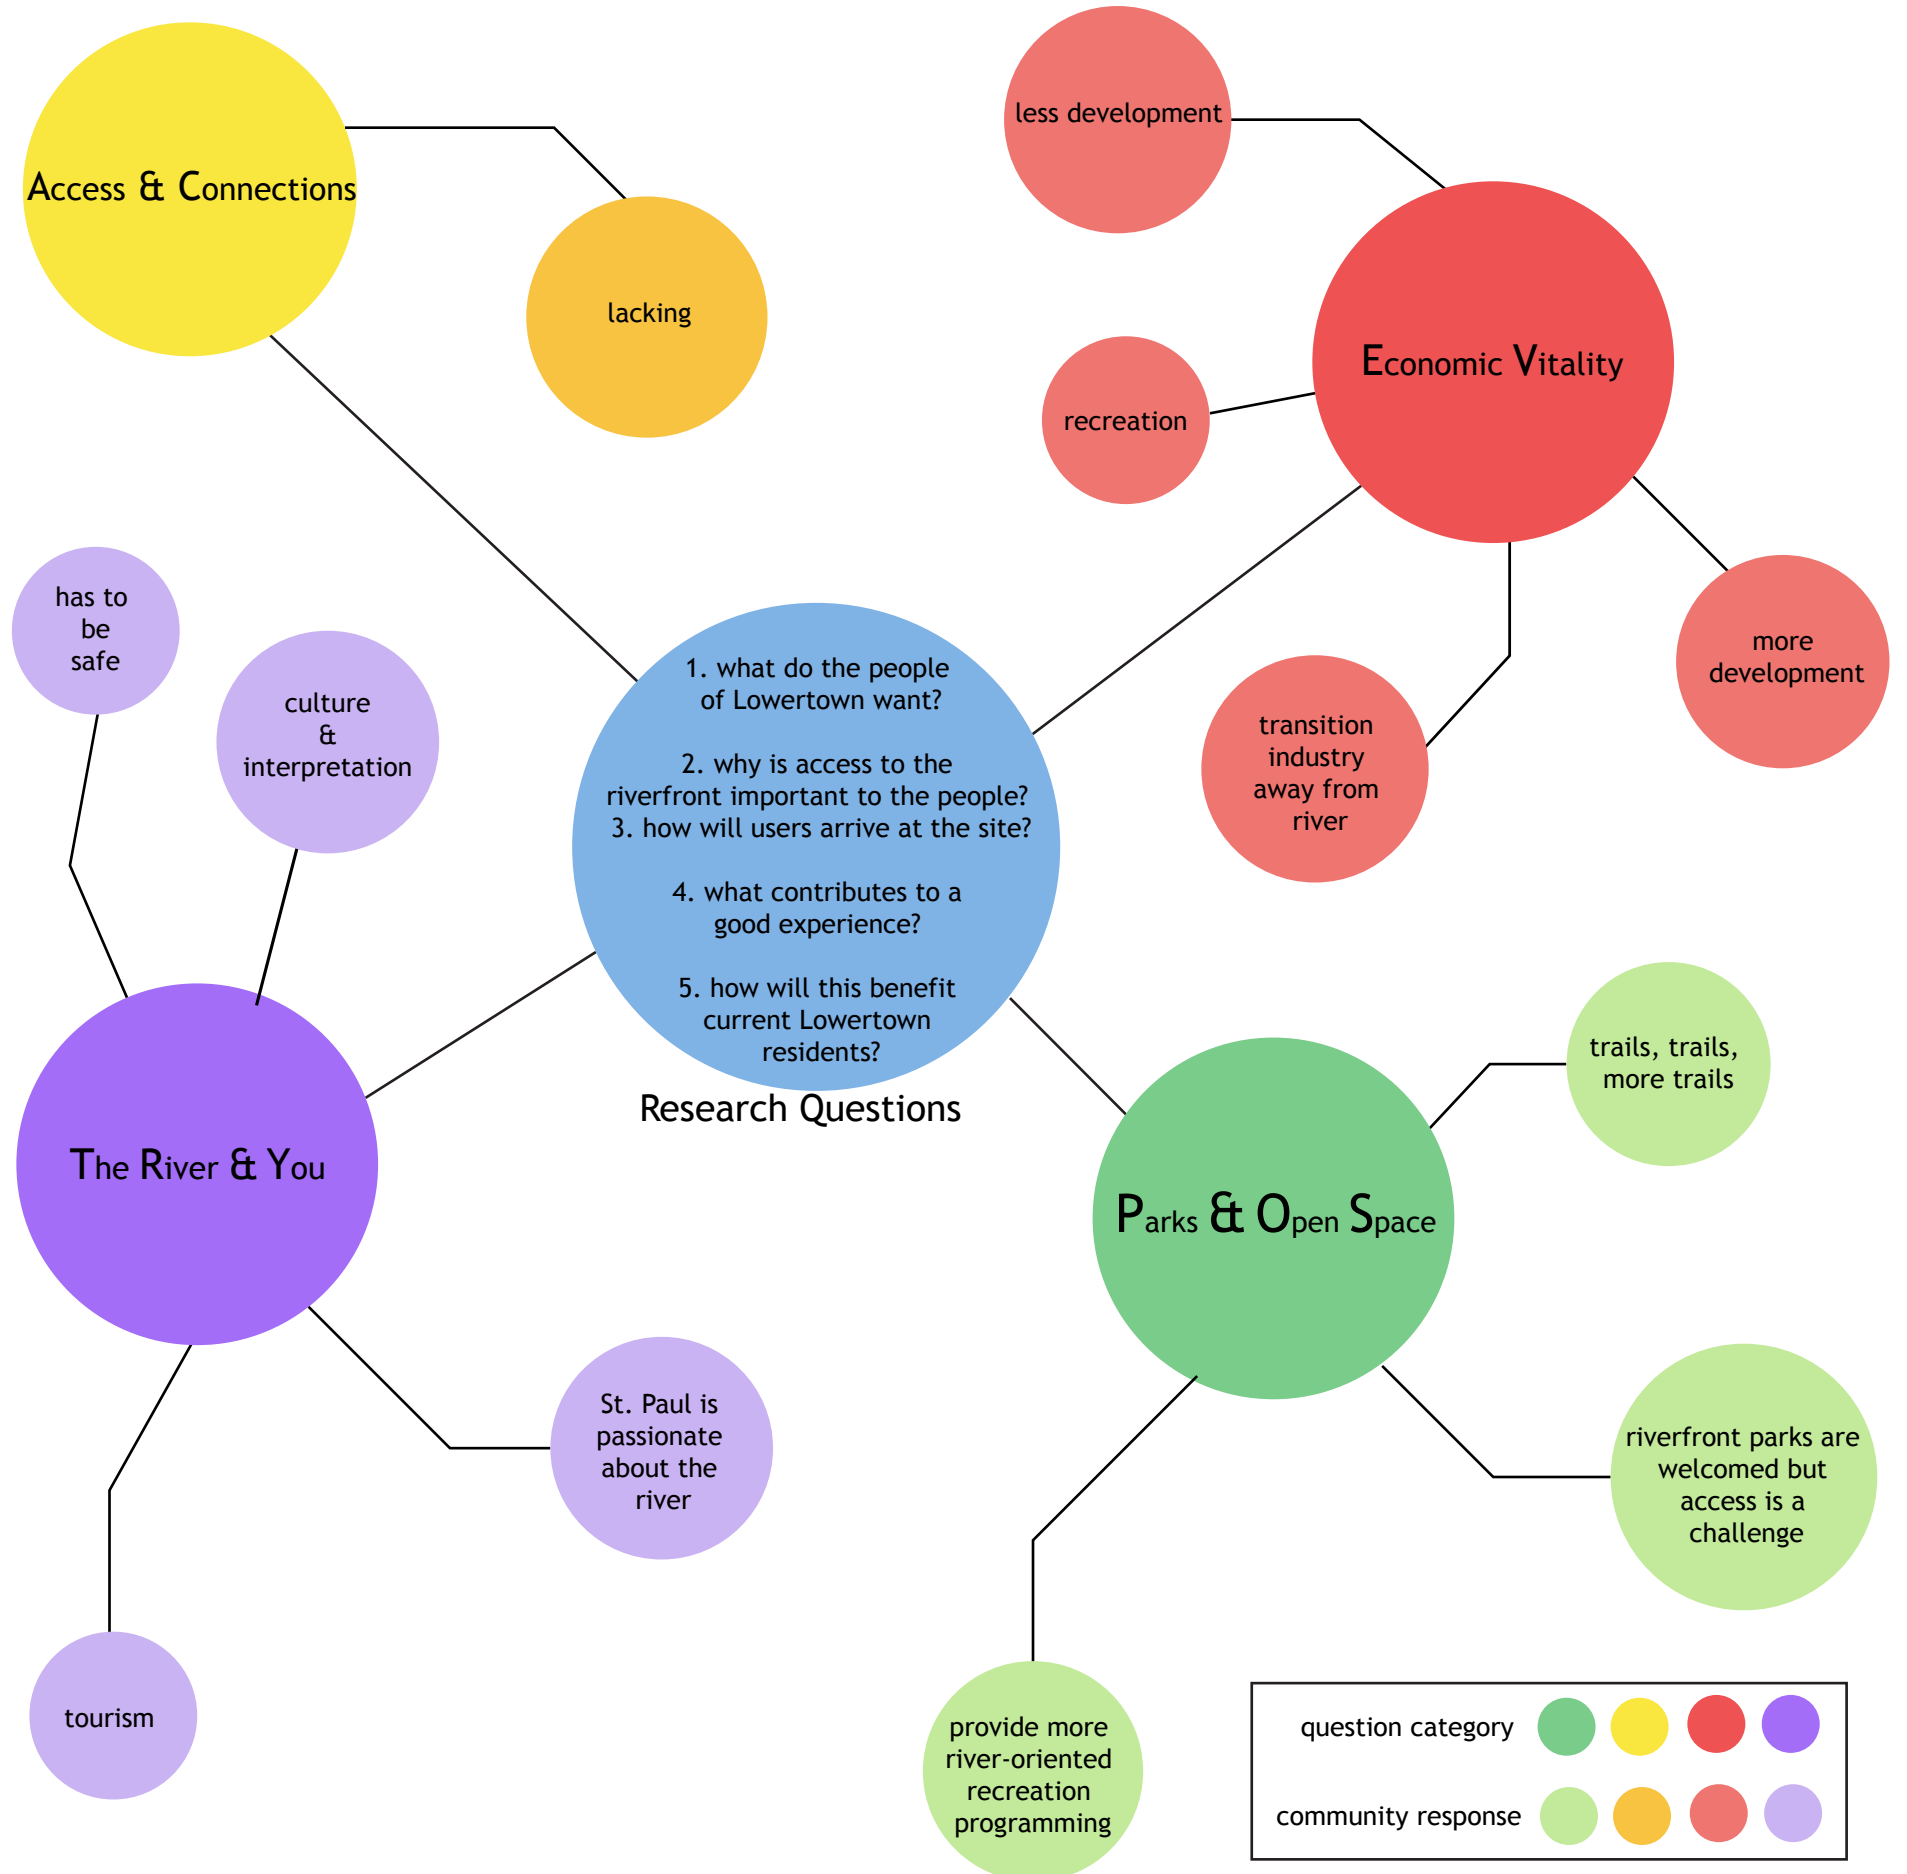 Access & Connections
lacking
less development
Economic Vitality
recreation
more
development
transition
industry
away from
river
has to
be
safe
culture
&
interpretation
1. what do the people
of Lowertown want?
2. why is access to the
riverfront important to the people?
3. how will users arrive at the site?
4. what contributes to a
good experience?
5. how will this benefit
current Lowertown
residents?
Research Questions
The River & You
St. Paul is
passionate
about the
river
tourism
Parks & Open Space
trails, trails,
more trails
riverfront parks are
welcomed but
access is a
challenge
provide more
river-oriented
recreation
programming
question category
community response